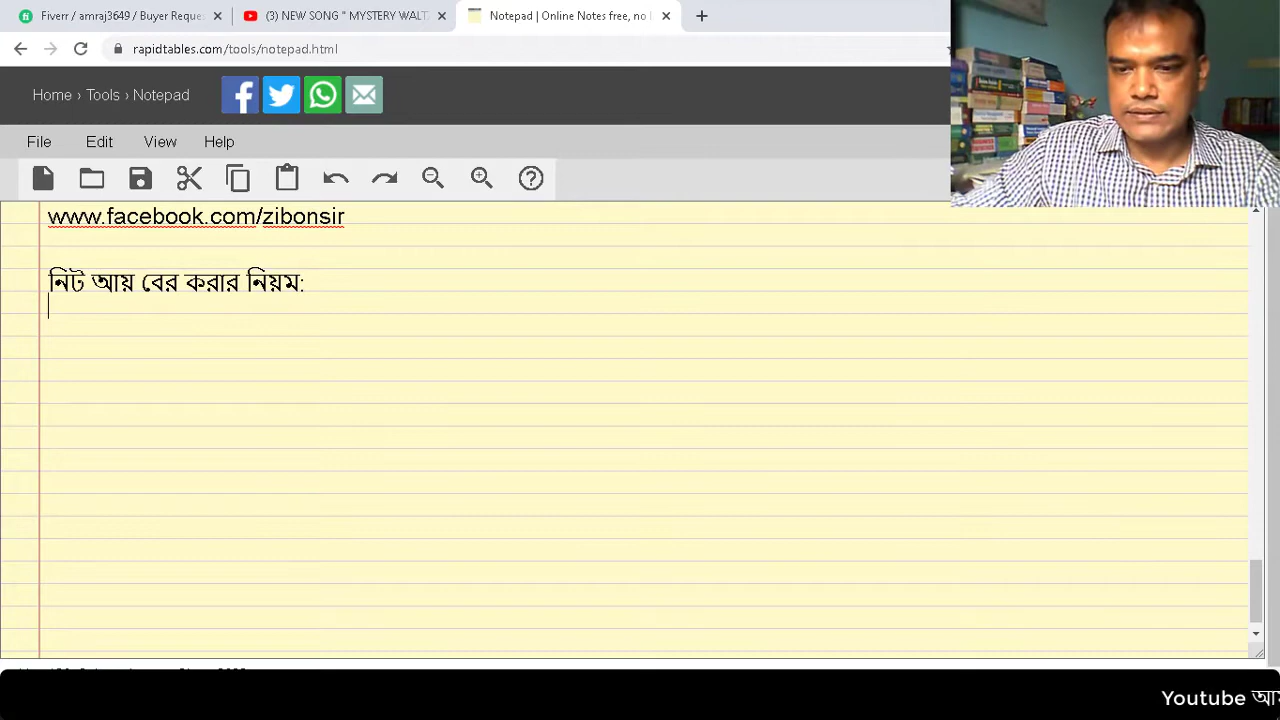 Fiverr / amraj3649 / Buyer Reque
(3) NEW SONG " MYSTERY WALT
Notepad | Online Notes free, no l
rapidtables.com/tools/notepad.html
Home › Tools › Notepad
File Edit View Help
www.facebook.com/zibonsir
নিট আয় বের করার নিয়ম:
Youtube আ